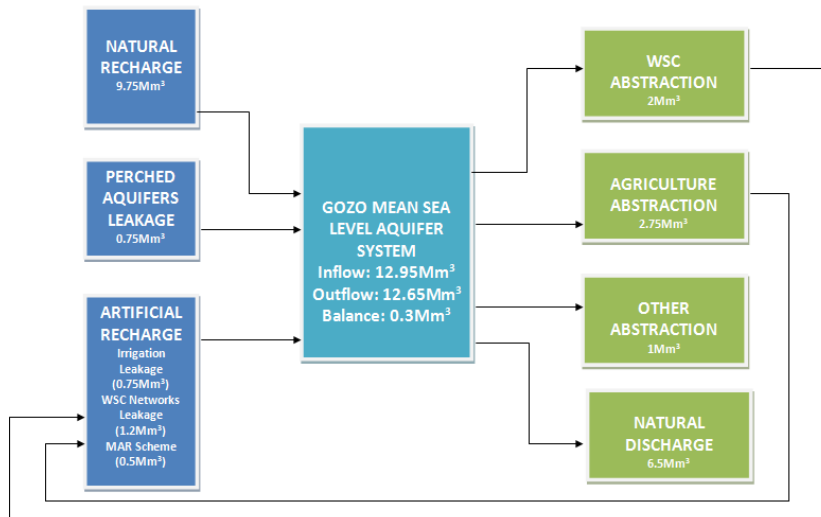 NATURAL
RECHARGE
9.75Mm³
PERCHED
AQUIFERS
LEAKAGE
0.75Mm³
ARTIFICIAL
RECHARGE
Irrigation
Leakage
(0.75Mm³)
WSC Networks
Leakage
(1.2Mm³)
MAR Scheme
(0.5Mm³)
GOZO MEAN SEA
LEVEL AQUIFER
SYSTEM
Inflow: 12.95Mm³
Outflow: 12.65Mm³
Balance: 0.3Mm³
WSC
ABSTRACTION
2Mm³
AGRICULTURE
ABSTRACTION
2.75Mm³
OTHER
ABSTRACTION
1Mm³
NATURAL
DISCHARGE
6.5Mm³